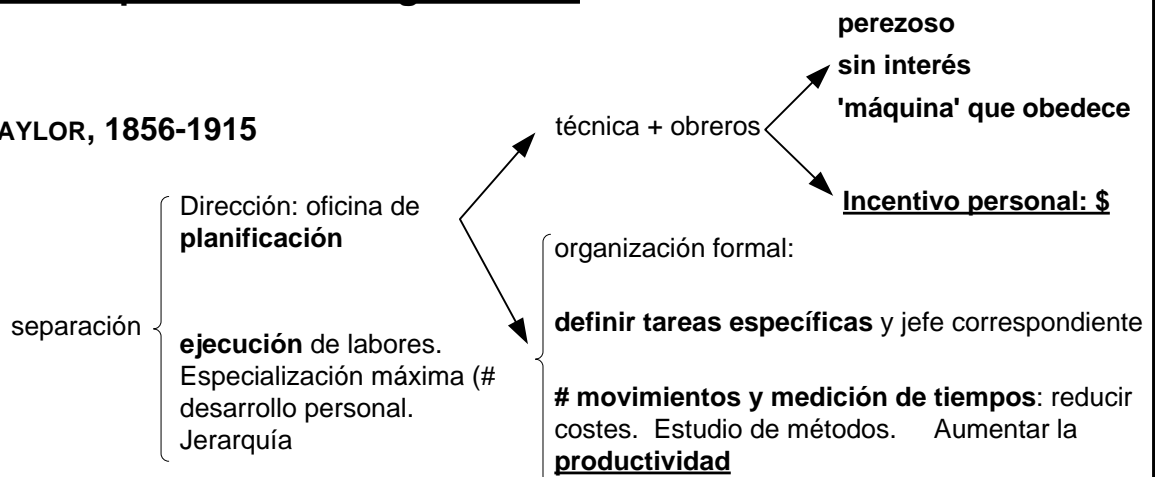 perezoso
sin interés
'máquina' que obedece
AYLOR, 1856-1915
técnica + obreros
Incentivo personal: $
Dirección: oficina de
planificación
separación
ejecución de labores.
Especialización máxima (#
desarrollo personal.
Jerarquía
organización formal:
definir tareas específicas y jefe correspondiente
# movimientos y medición de tiempos: reducir
costes. Estudio de métodos. Aumentar la
productividad